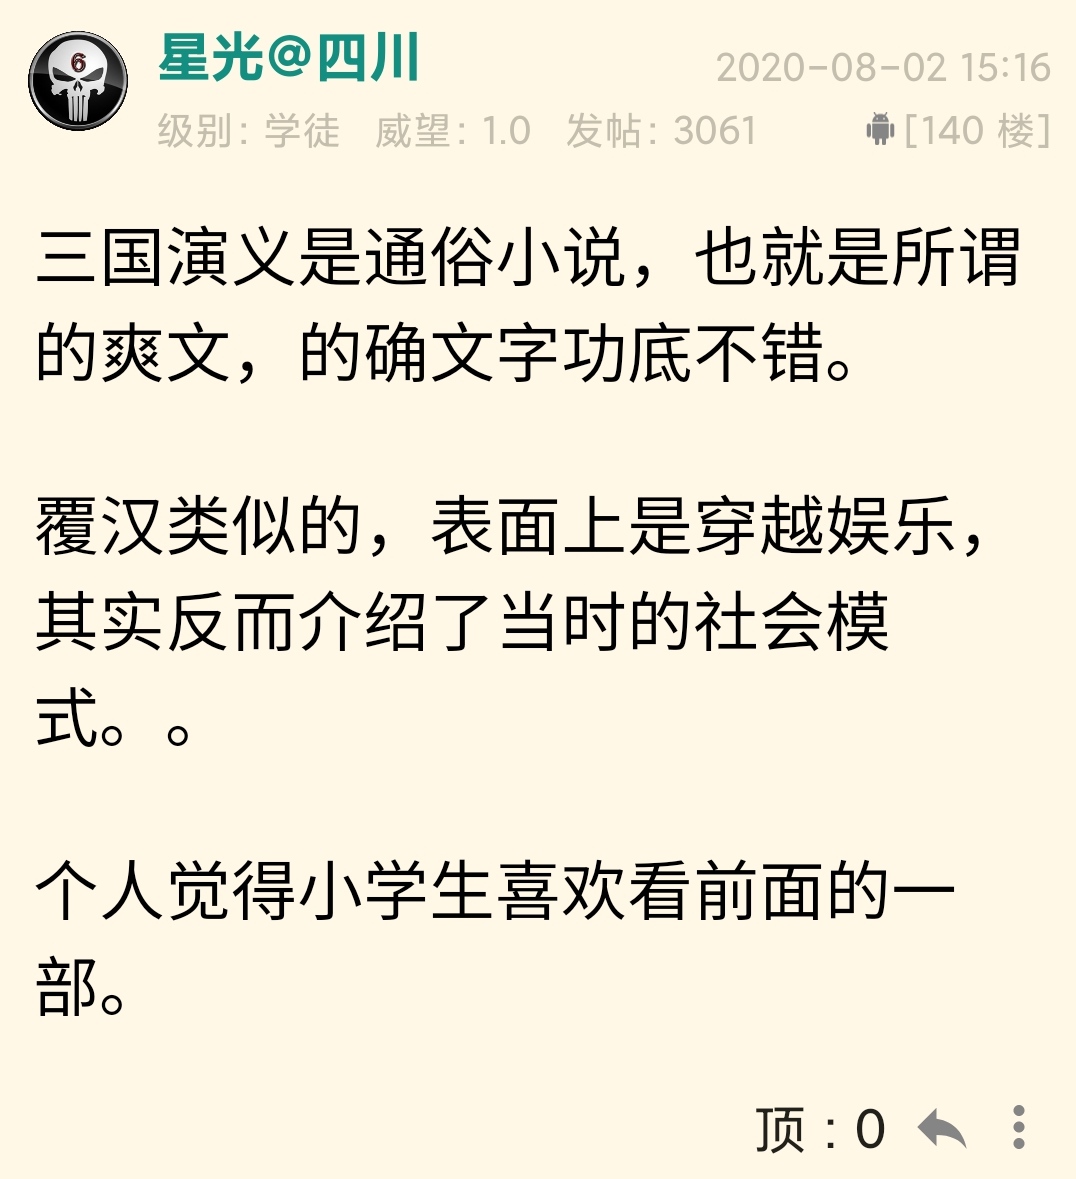 6
星光@四川
2020-08-02 15:16
级别: 学徒 威望: 1.0 发帖: 3061 [140 楼]
三国演义是通俗小说，也就是所谓
的爽文，的确文字功底不错。
覆汉类似的，表面上是穿越娱乐，
其实反而介绍了当时的社会模
式。。
个人觉得小学生喜欢看前面的一
部。
顶 : 0